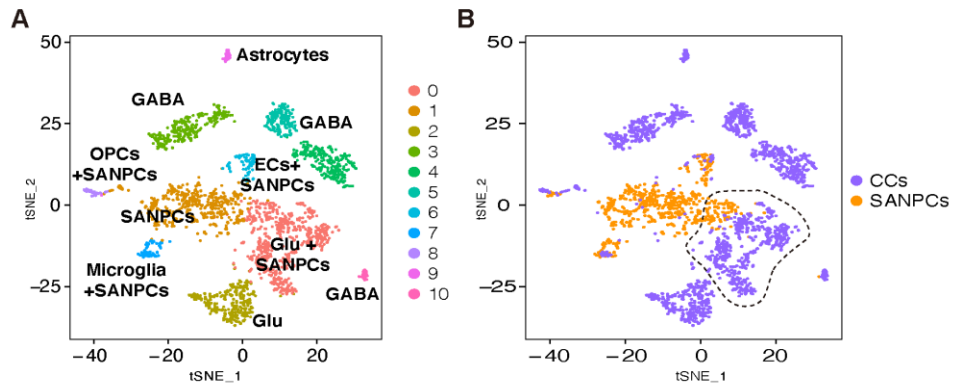 A
50
25
0
−25
tSNE_2
−40
−20
0
20
tSNE_1
Astrocytes
GABA
GABA
OPCs
+SANPCs
ECs+
SANPCs
SANPCs
Glu +
SANPCs
Microglia
+SANPCs
GABA
Glu
0
1
2
3
4
5
6
7
8
9
10
B
50
25
0
−25
tSNE_2
−40
−20
0
20
tSNE_1
CCs
SANPCs